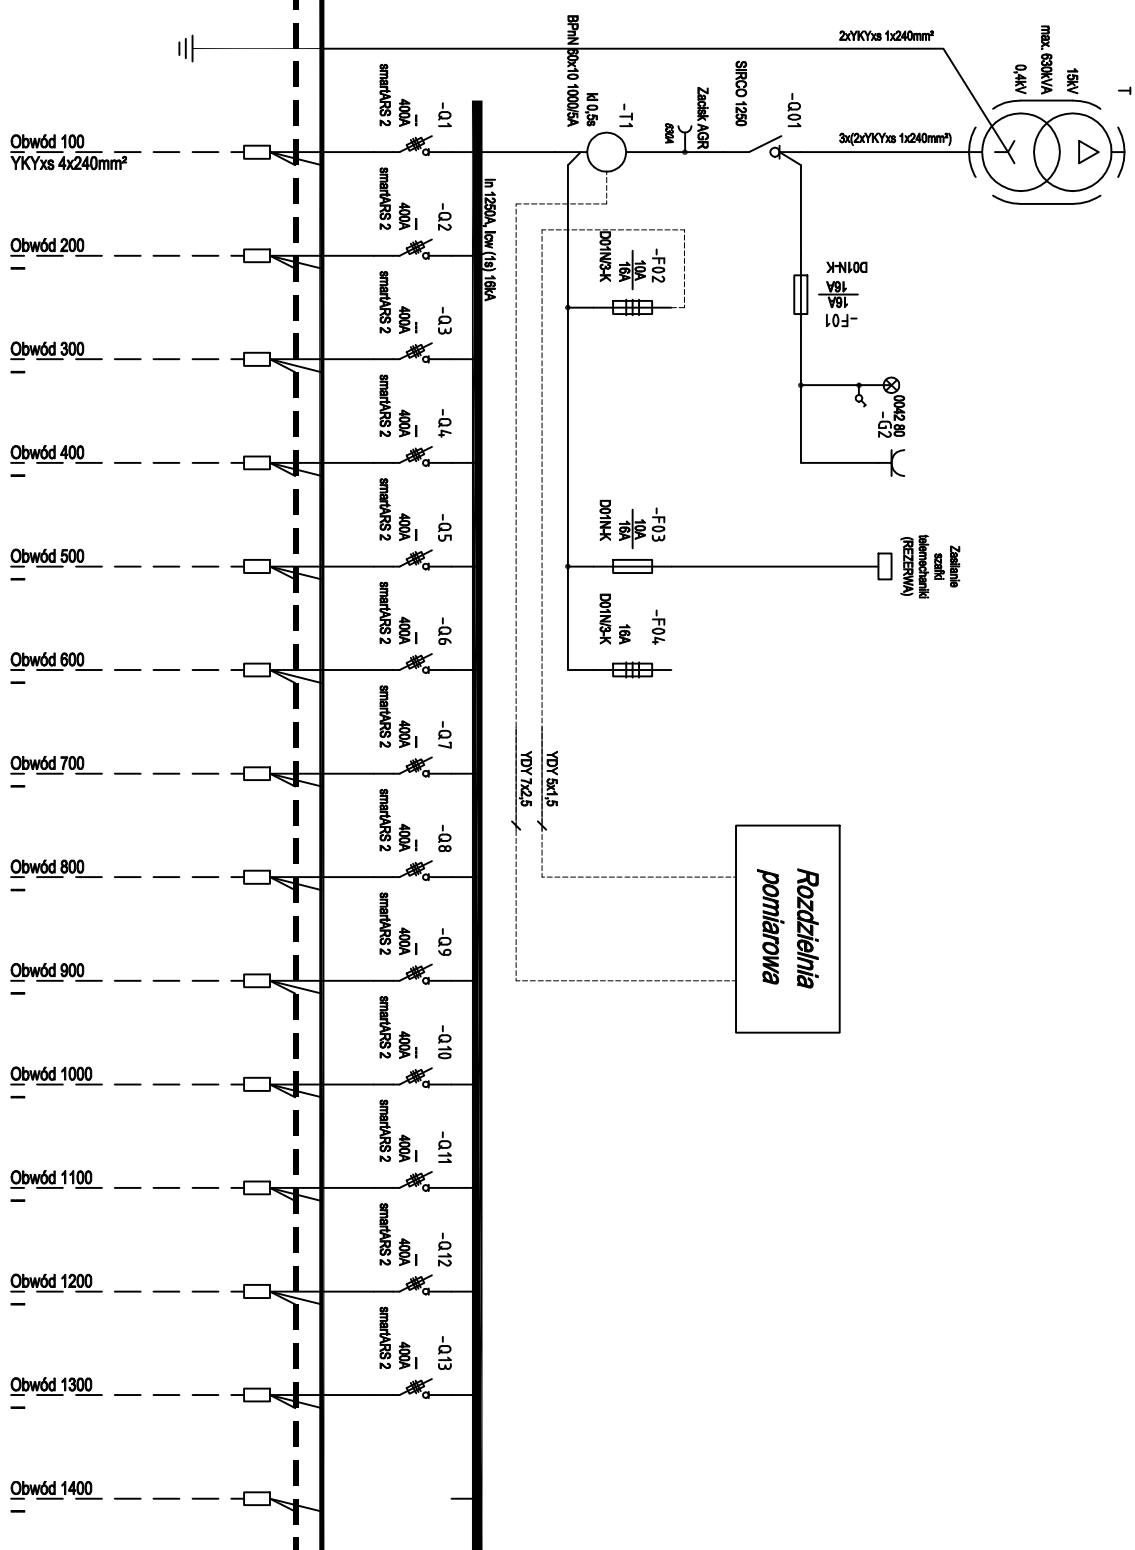 T
15kV
max. 630kVA
0,4kV
2xYKYxs 1x240mm²
3x(2xYKYxs 1x240mm²)
-Q01
SIRCO 1250
Zacisk AGR
630A
-T1
kl 0,5s
BPnN 60x10 1000/5A
In 1250A, Icw (1s) 16kA
-F01
16A
16A
D01N-K
0042 80
-G2
-F02
10A
16A
D01N/3-K
-F03
10A
16A
D01N-K
-F04
16A
D01N/3-K
Zasilanie
szafki
telemechaniki
(REZERWA)
YDY 5x1,5
YDY 7x2,5
Rozdzielnia
pomiarowa
-Q1
400A
smartARS 2
Obwód 100
YKYxs 4x240mm²
-Q2
400A
smartARS 2
Obwód 200
-Q3
400A
smartARS 2
Obwód 300
-Q4
400A
smartARS 2
Obwód 400
-Q5
400A
smartARS 2
Obwód 500
-Q6
400A
smartARS 2
Obwód 600
-Q7
400A
smartARS 2
Obwód 700
-Q8
400A
smartARS 2
Obwód 800
-Q9
400A
smartARS 2
Obwód 900
-Q10
400A
smartARS 2
Obwód 1000
-Q11
400A
smartARS 2
Obwód 1100
-Q12
400A
smartARS 2
Obwód 1200
-Q13
400A
smartARS 2
Obwód 1300
Obwód 1400